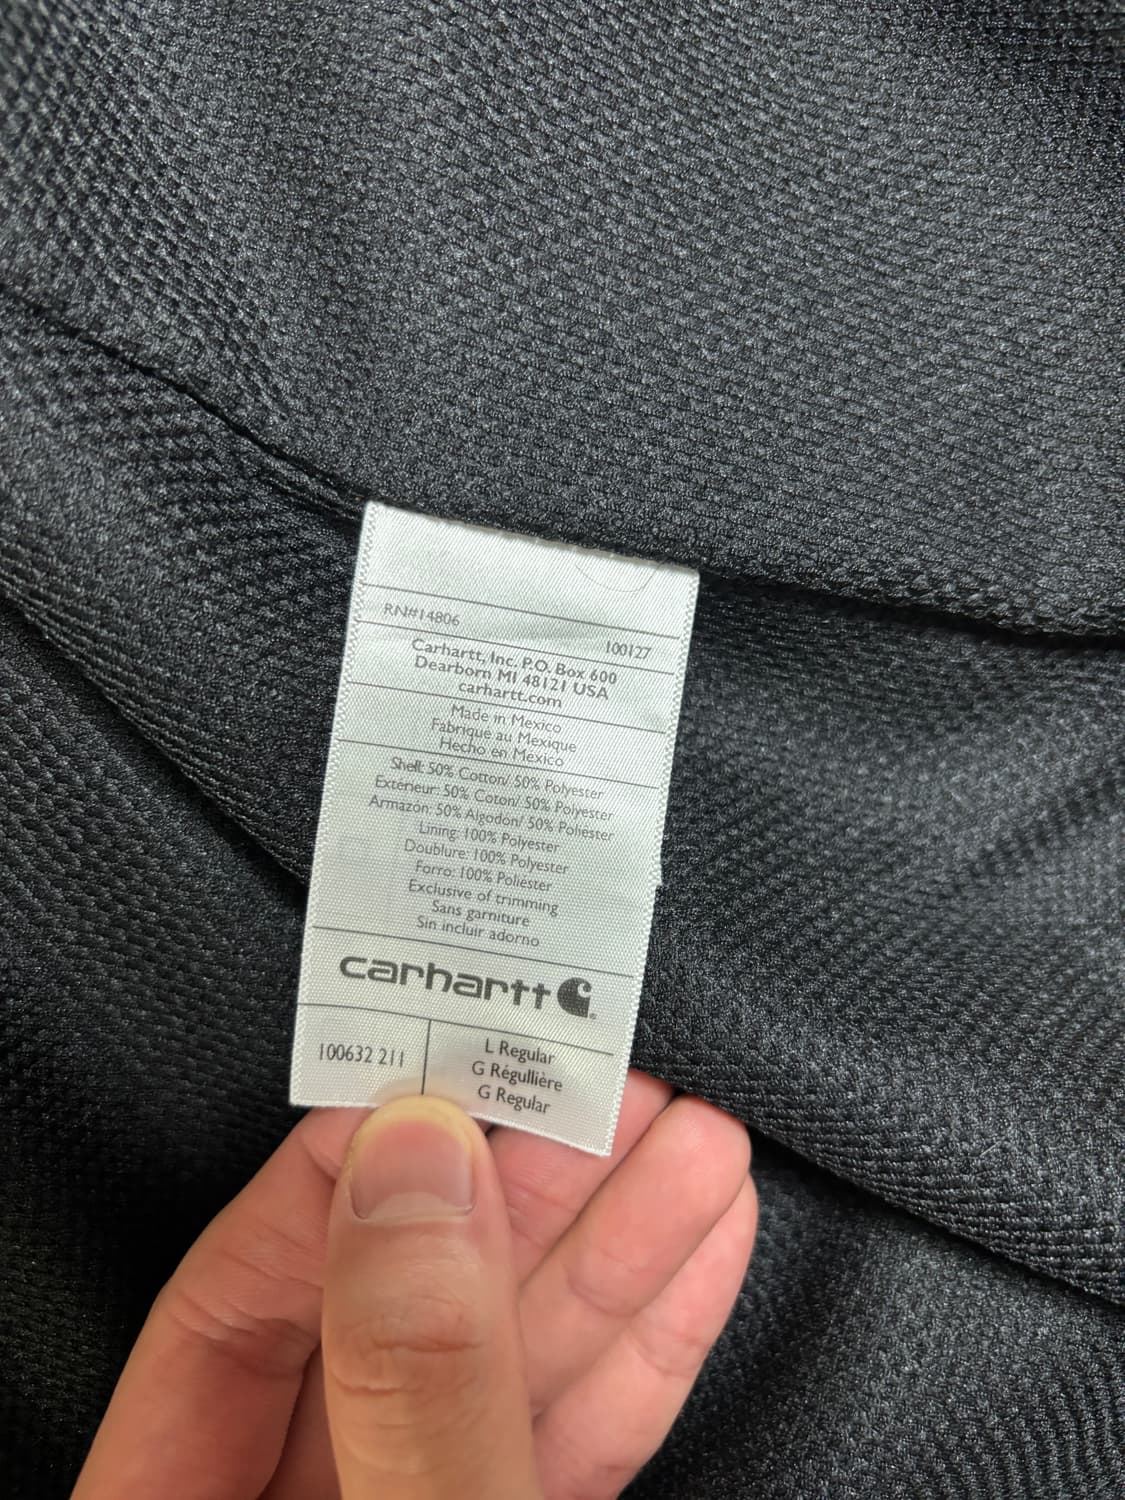 RN#14806
100127
Carhartt, Inc. P.O. Box 600
Dearborn MI 48121 USA
carhartt.com
Made in Mexico
Fabriqué au Mexique
Hecho en Mexico
Shell: 50% Cotton/ 50% Polyester
Extérieur: 50% Coton/ 50% Polyester
Armazón: 50% Algodon/ 50% Poliéster
Lining: 100% Polyester
Doublure: 100% Polyester
Forro: 100% Poliéster
Exclusive of trimming
Sans garniture
Sin incluir adorno
carhartt
100632 211
L Regular
G Régullière
G Regular